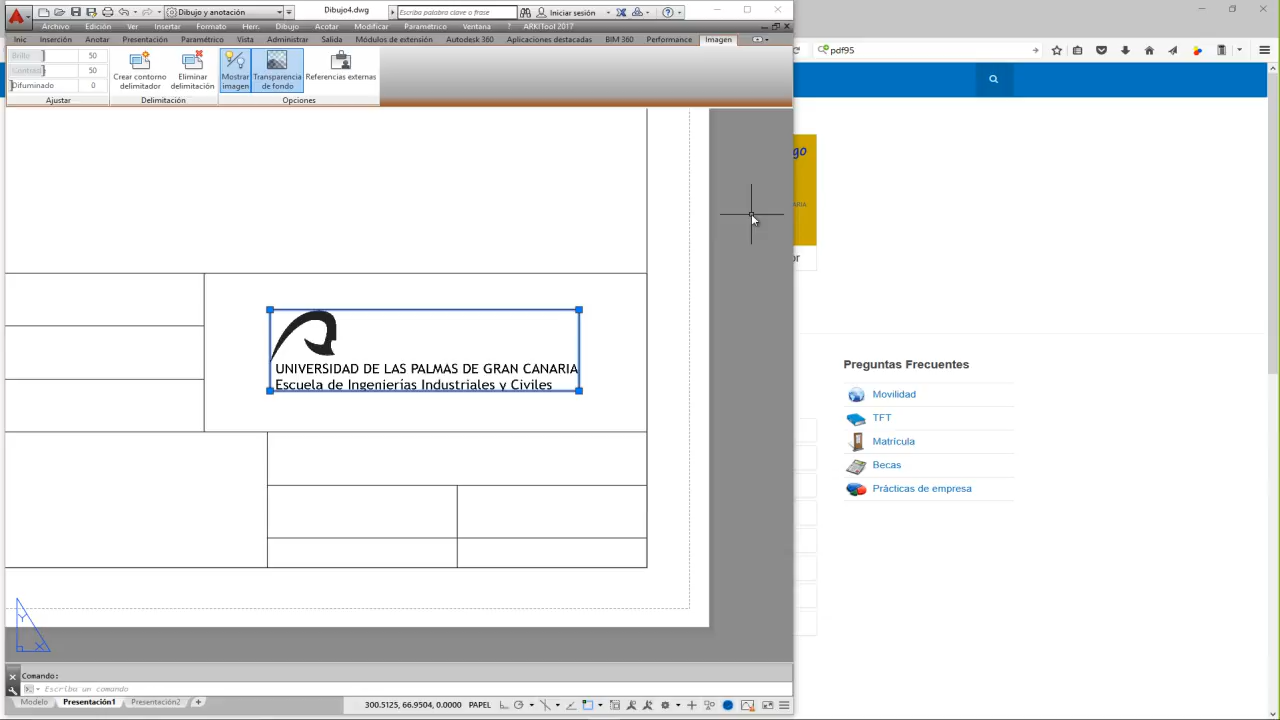 Dibujo y anotación
Dibujo4.dwg
Escriba palabra clave o frase
Iniciar sesión
Archivo Edición Ver Insertar Formato Herr. Dibujo Acotar Modificar Paramétrico Ventana ? ARKITool 2017
Inic Inserción Anotar Presentación Paramétrico Vista Administrar Salida Módulos de extensión Autodesk 360 Aplicaciones destacadas BIM 360 Performance Imagen
Brillo 50
Contraste 50
Difuminado 0
Crear contorno
delimitador
Eliminar
delimitación
Mostrar
imagen
Transparencia
de fondo
Referencias externas
Ajustar
Delimitación
Opciones
UNIVERSIDAD DE LAS PALMAS DE GRAN CANARIA
Escuela de Ingenierías Industriales y Civiles
Y
X
Comando:
Escriba un comando
Modelo Presentación1 Presentación2 +
300.5125, 66.9504, 0.0000 PAPEL
pdf95
go
ARIA.
or
Preguntas Frecuentes
Movilidad
TFT
Matrícula
Becas
Prácticas de empresa